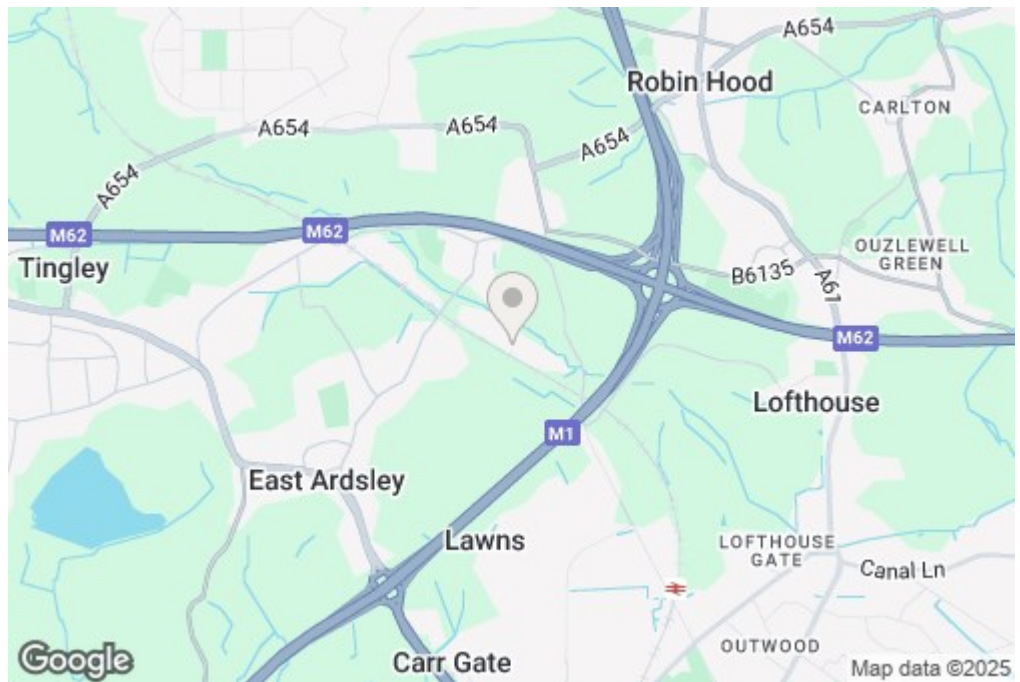 A654
Robin Hood
CARLTON
A654
A654
A654
A654
M62
M62
Tingley
OUZLEWELL
GREEN
B6135
A61
M62
Lofthouse
M1
East Ardsley
Lawns
LOFTHOUSE
GATE
Canal Ln
OUTWOOD
Carr Gate
Google
Map data ©2025